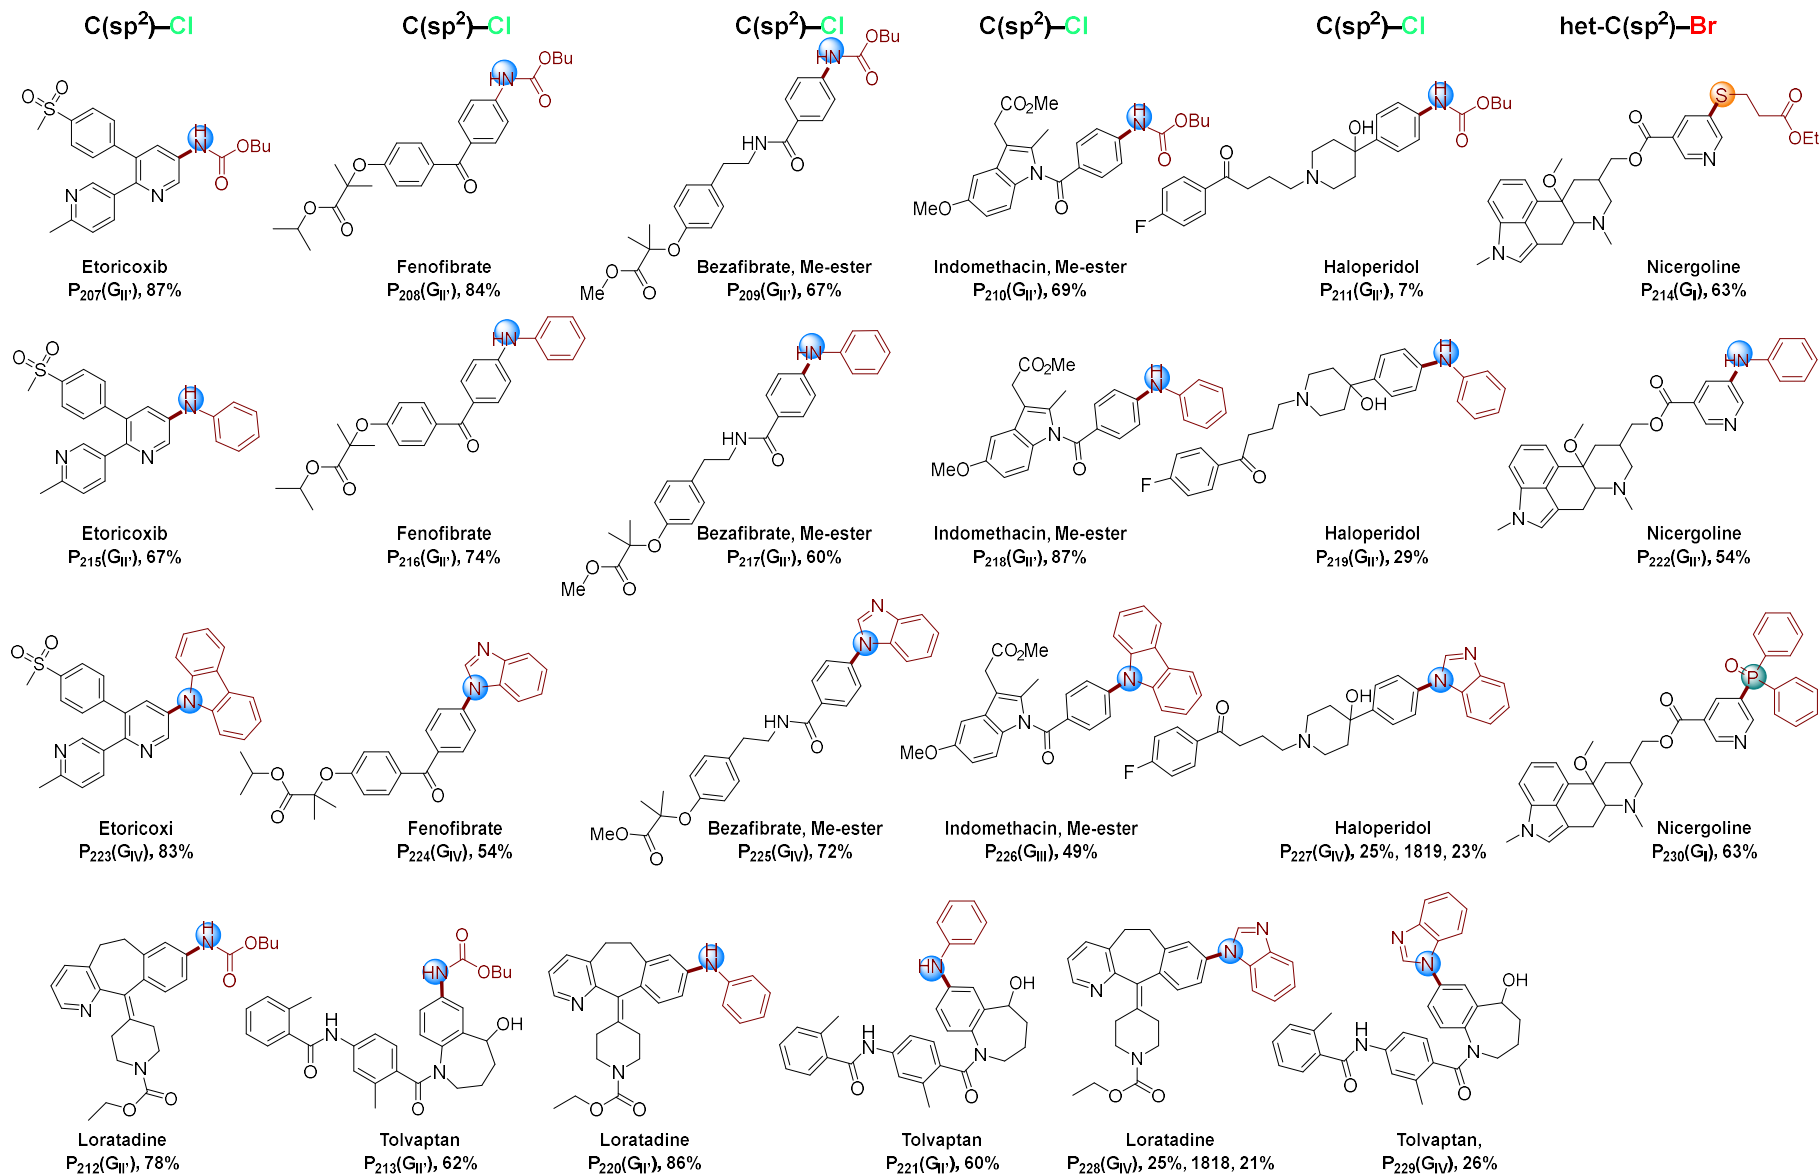 C(sp2)–Cl
C(sp2)–Cl
C(sp2)–Cl
C(sp2)–Cl
C(sp2)–Cl
het-C(sp2)–Br
Etoricoxib
P207(GII'), 87%
Fenofibrate
P208(GII'), 84%
Bezafibrate, Me-ester
P209(GII'), 67%
Indomethacin, Me-ester
P210(GII'), 69%
Haloperidol
P211(GII'), 7%
Nicergoline
P214(GI), 63%
Etoricoxib
P215(GII'), 67%
Fenofibrate
P216(GII'), 74%
Bezafibrate, Me-ester
P217(GII'), 60%
Indomethacin, Me-ester
P218(GII'), 87%
Haloperidol
P219(GII'), 29%
Nicergoline
P222(GII'), 54%
Etoricoxi
P223(GIV), 83%
Fenofibrate
P224(GIV), 54%
Bezafibrate, Me-ester
P225(GIV), 72%
Indomethacin, Me-ester
P226(GIII), 49%
Haloperidol
P227(GIV), 25%, 1819, 23%
Nicergoline
P230(GI), 63%
Loratadine
P212(GII'), 78%
Tolvaptan
P213(GII'), 62%
Loratadine
P220(GII'), 86%
Tolvaptan
P221(GII'), 60%
Loratadine
P228(GIV), 25%, 1818, 21%
Tolvaptan,
P229(GIV), 26%